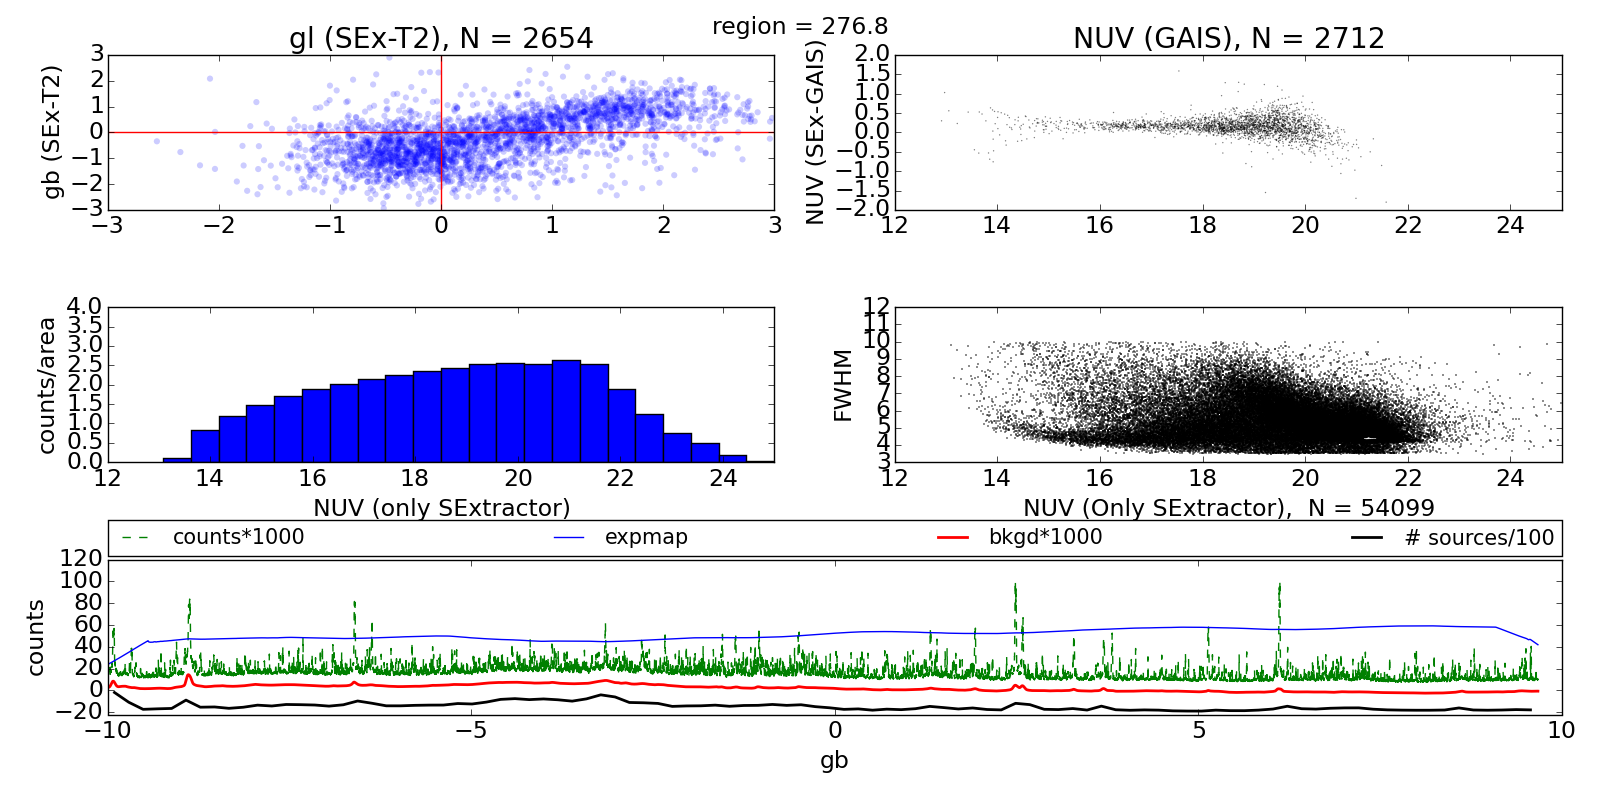 region = 276.8
gl (SEx-T2), N = 2654
gb (SEx-T2)
3
2
1
0
−1
−2
−3
−3 −2 −1 0 1 2 3
NUV (GAIS), N = 2712
NUV (SEx-GAIS)
2.0
1.5
1.0
0.5
0.0
−0.5
−1.0
−1.5
−2.0
12 14 16 18 20 22 24
counts/area
4.0
3.5
3.0
2.5
2.0
1.5
1.0
0.5
0.0
12 14 16 18 20 22 24
NUV (only SExtractor)
FWHM
12
11
10
9
8
7
6
5
4
3
12 14 16 18 20 22 24
NUV (Only SExtractor), N = 54099
counts*1000 expmap bkgd*1000 # sources/100
counts
120
100
80
60
40
20
0
−20
−10 −5 0 5 10
gb